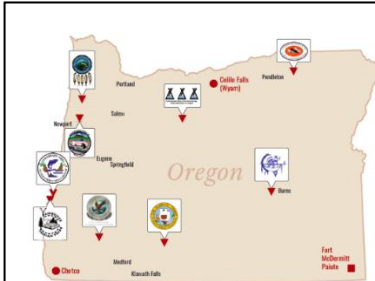 Portland
Celilo Falls
(Wyam)
Pendleton
Salem
Newport
Eugene
Springfield
Oregon
Burns
Medford
Klamath Falls
Chetco
Fort
McDermitt
Paiute